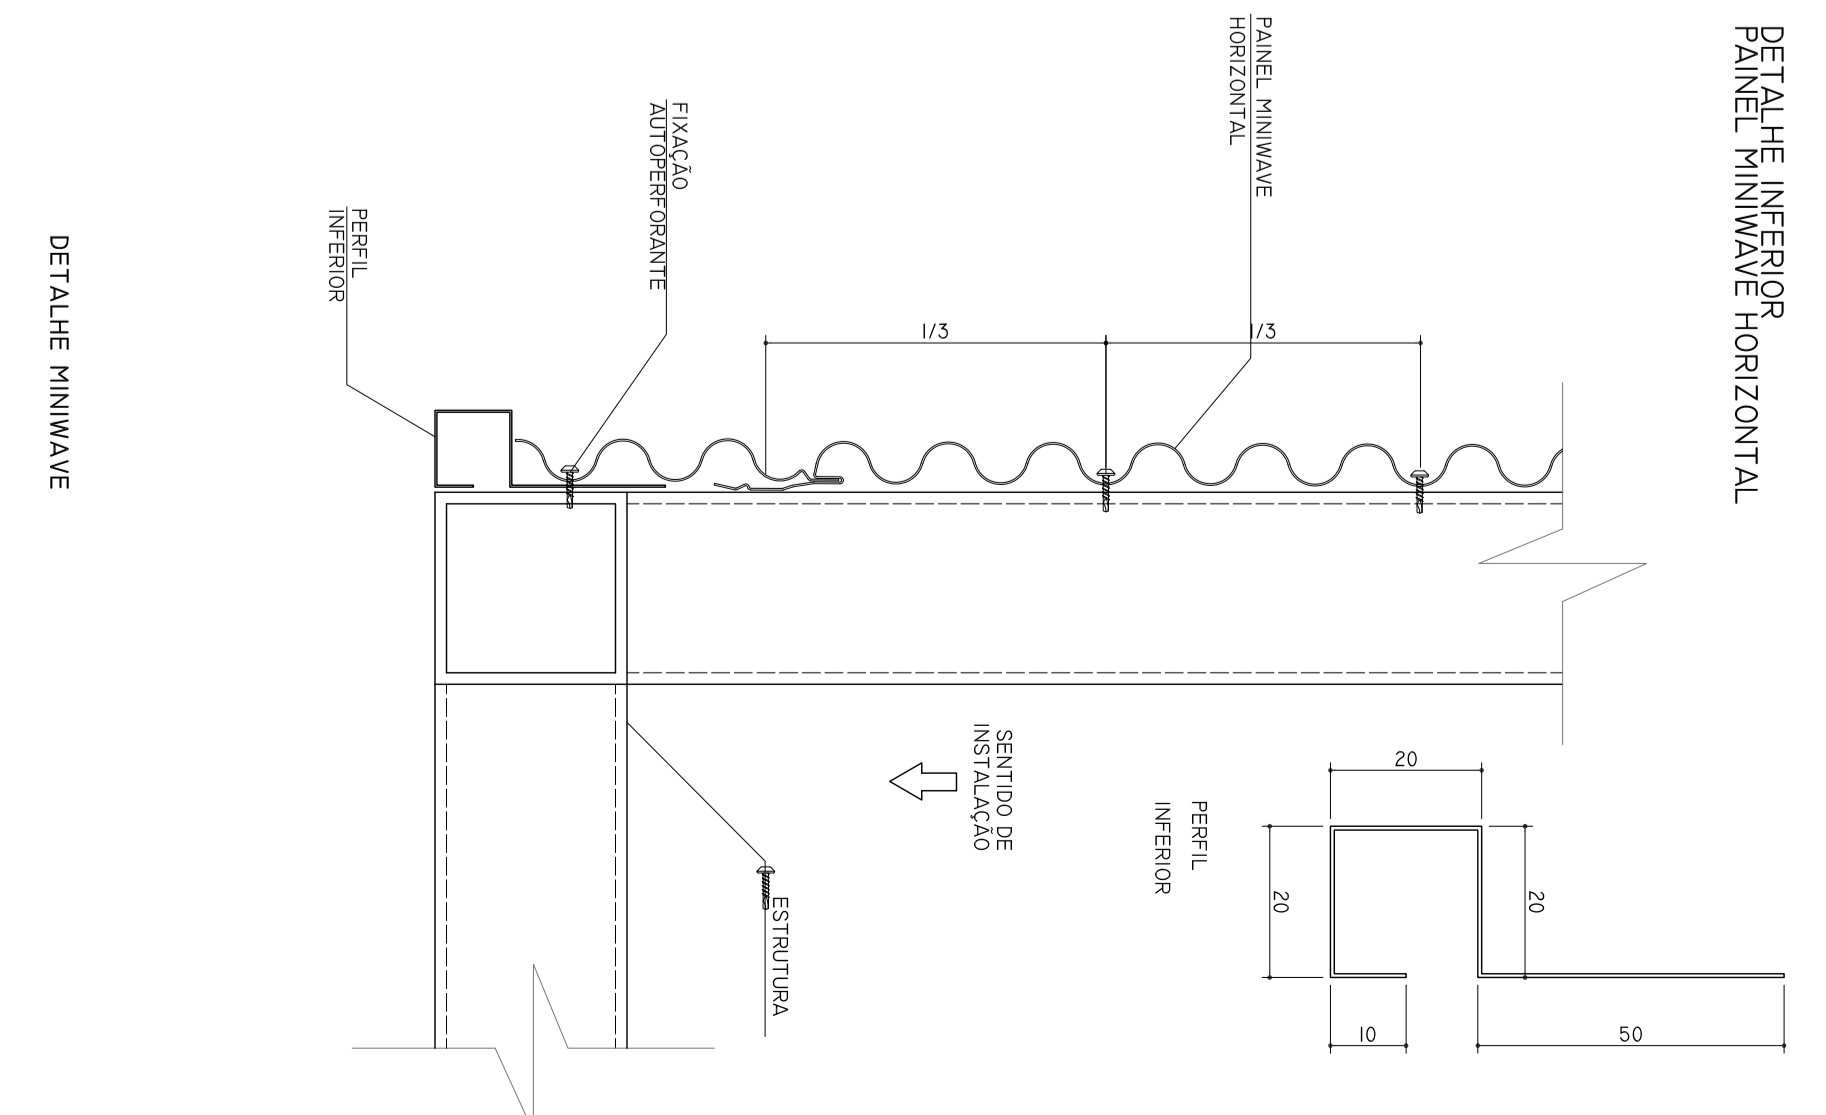 DETALHE INFERIOR
PAINEL MINIWAVE HORIZONTAL
PAINEL MINIWAVE
HORIZONTAL
FIXAÇÃO
AUTOPERFORANTE
PERFIL
INFERIOR
DETALHE MINIWAVE
1/3
1/3
SENTIDO DE
INSTALAÇÃO
ESTRUTURA
PERFIL
INFERIOR
20
20
20
10
50